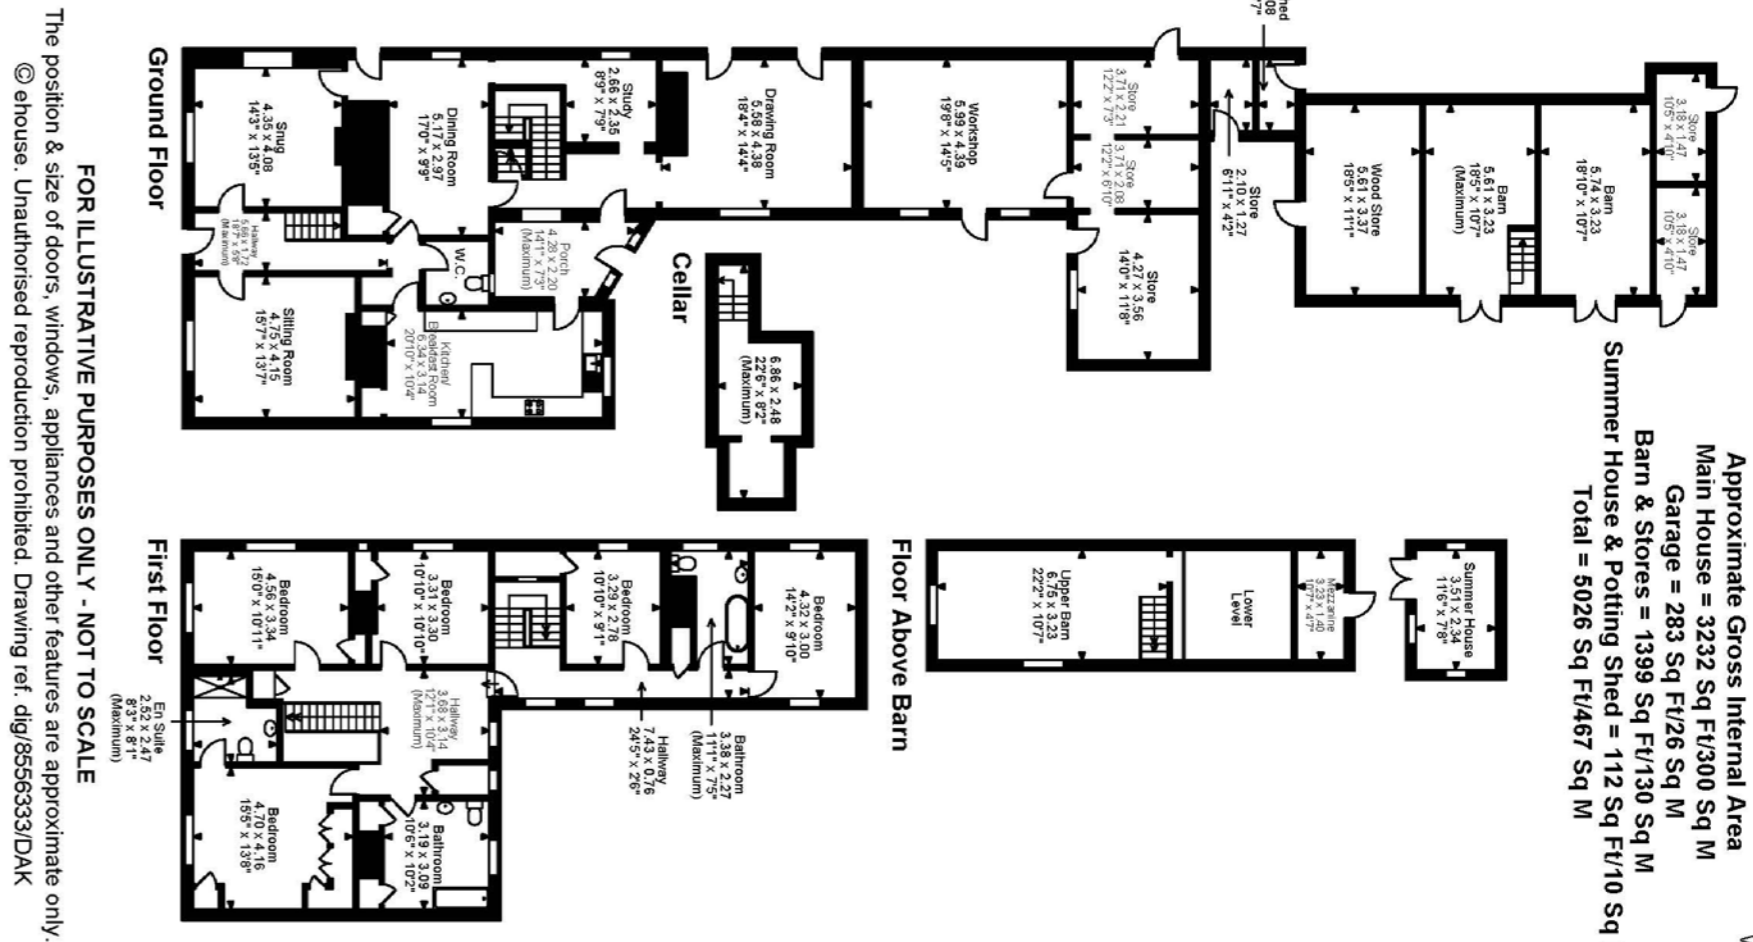 Approximate Gross Internal Area
Main House = 3232 Sq Ft/300 Sq M
Garage = 283 Sq Ft/26 Sq M
Barn & Stores = 1399 Sq Ft/130 Sq M
Summer House & Potting Shed = 112 Sq Ft/10 Sq
Total = 5026 Sq Ft/467 Sq M
Store
3.18 x 1.47
10'5" x 4'10"
Store
3.18 x 1.47
10'5" x 4'10"
Barn
5.74 x 3.23
18'10" x 10'7"
Barn
5.61 x 3.23
18'5" x 10'7"
(Maximum)
Wood Store
5.61 x 3.37
18'5" x 11'1"
Store
2.10 x 1.27
6'11" x 4'2"
Store
3.71 x 2.21
12'2" x 7'3"
Store
3.71 x 2.08
12'2" x 6'10"
Store
4.27 x 3.56
14'0" x 11'8"
Workshop
5.99 x 4.39
19'8" x 14'5"
Drawing Room
5.58 x 4.38
18'4" x 14'4"
Study
2.66 x 2.35
8'9" x 7'9"
Dining Room
5.17 x 2.97
17'0" x 9'9"
Snug
4.35 x 4.08
14'3" x 13'5"
Hallway
5.66 x 1.72
18'7" x 5'8"
(Maximum)
W.C.
Porch
4.28 x 2.20
14'1" x 7'3"
(Maximum)
Sitting Room
4.75 x 4.15
15'7" x 13'7"
Kitchen/
Breakfast Room
6.34 x 3.14
20'10" x 10'4"
Ground Floor
Cellar
6.86 x 2.48
22'6" x 8'2"
(Maximum)
Summer House
3.51 x 2.34
11'6" x 7'8"
Mezzanine
3.23 x 1.40
10'7" x 4'7"
Lower
Level
Upper Barn
6.75 x 3.23
22'2" x 10'7"
Floor Above Barn
Bedroom
4.32 x 3.00
14'2" x 9'10"
Bathroom
3.38 x 2.27
11'1" x 7'5"
(Maximum)
Hallway
7.43 x 0.76
24'5" x 2'6"
Bedroom
3.29 x 2.78
10'10" x 9'1"
Bedroom
3.31 x 3.30
10'10" x 10'10"
Bedroom
4.56 x 3.34
15'0" x 10'11"
Hallway
3.68 x 3.14
12'1" x 10'4"
(Maximum)
En Suite
2.52 x 2.47
8'3" x 8'1"
(Maximum)
Bedroom
4.70 x 4.16
15'5" x 13'8"
Bathroom
3.19 x 3.09
10'6" x 10'2"
First Floor
FOR ILLUSTRATIVE PURPOSES ONLY - NOT TO SCALE
The position & size of doors, windows, appliances and other features are approximate only.
© ehouse. Unauthorised reproduction prohibited. Drawing ref. dig/8556333/DAK